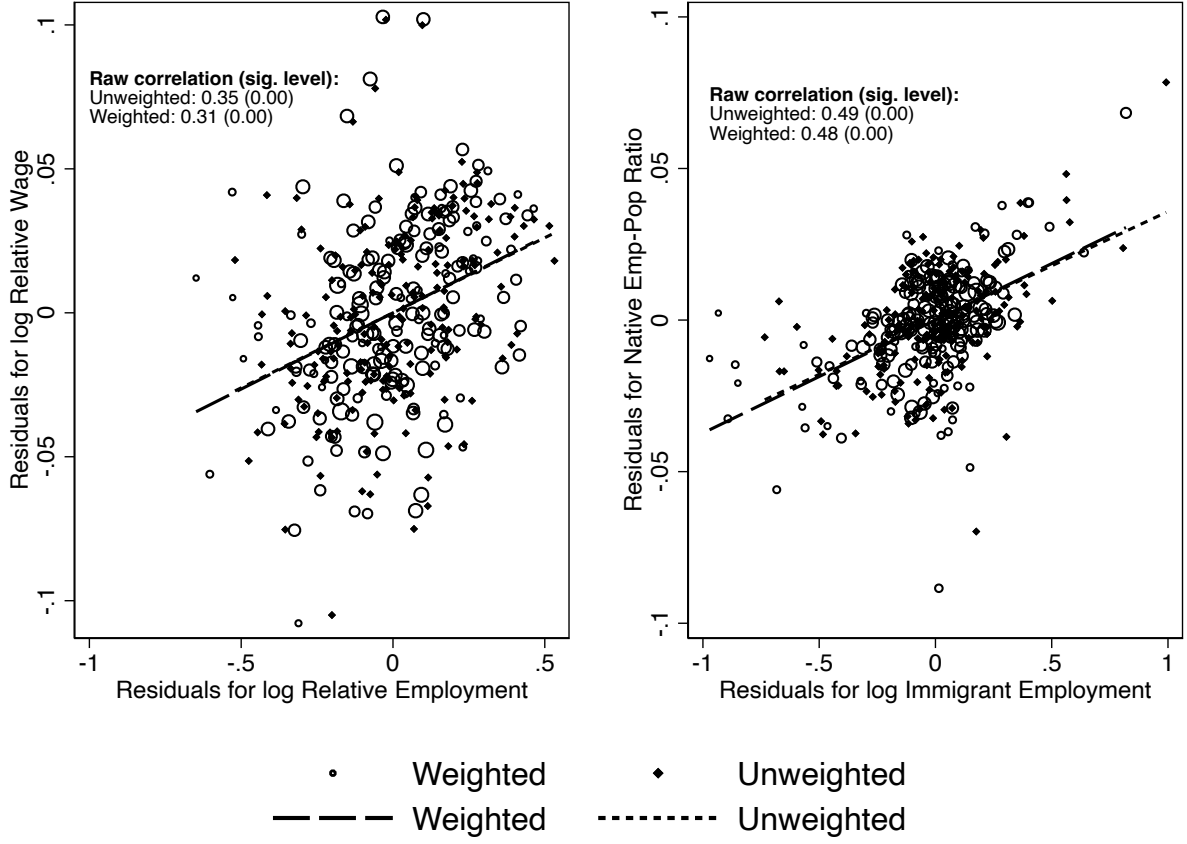 Raw correlation (sig. level):
Unweighted: 0.35 (0.00)
Weighted: 0.31 (0.00)
.1
.05
0
-.05
-.1
Residuals for log Relative Wage
-1
-.5
0
.5
Residuals for log Relative Employment
Raw correlation (sig. level):
Unweighted: 0.49 (0.00)
Weighted: 0.48 (0.00)
.1
.05
0
-.05
-.1
Residuals for Native Emp-Pop Ratio
-1
-.5
0
.5
1
Residuals for log Immigrant Employment
Weighted
Unweighted
Weighted
Unweighted